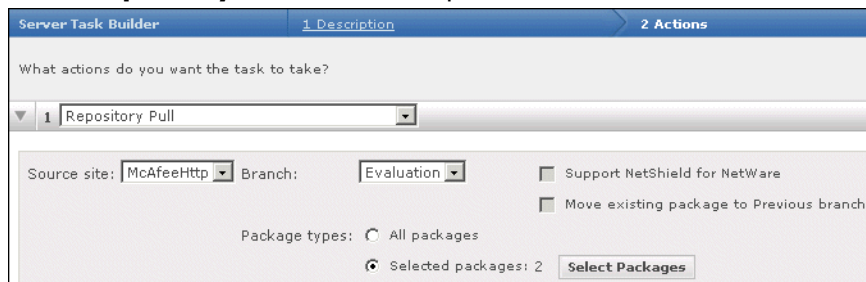 Server Task Builder 1 Description 2 Actions
What actions do you want the task to take?
1 Repository Pull
Source site: McAfeeHttp Branch: Evaluation Support NetShield for NetWare
Move existing package to Previous branch
Package types: All packages
Selected packages: 2 Select Packages